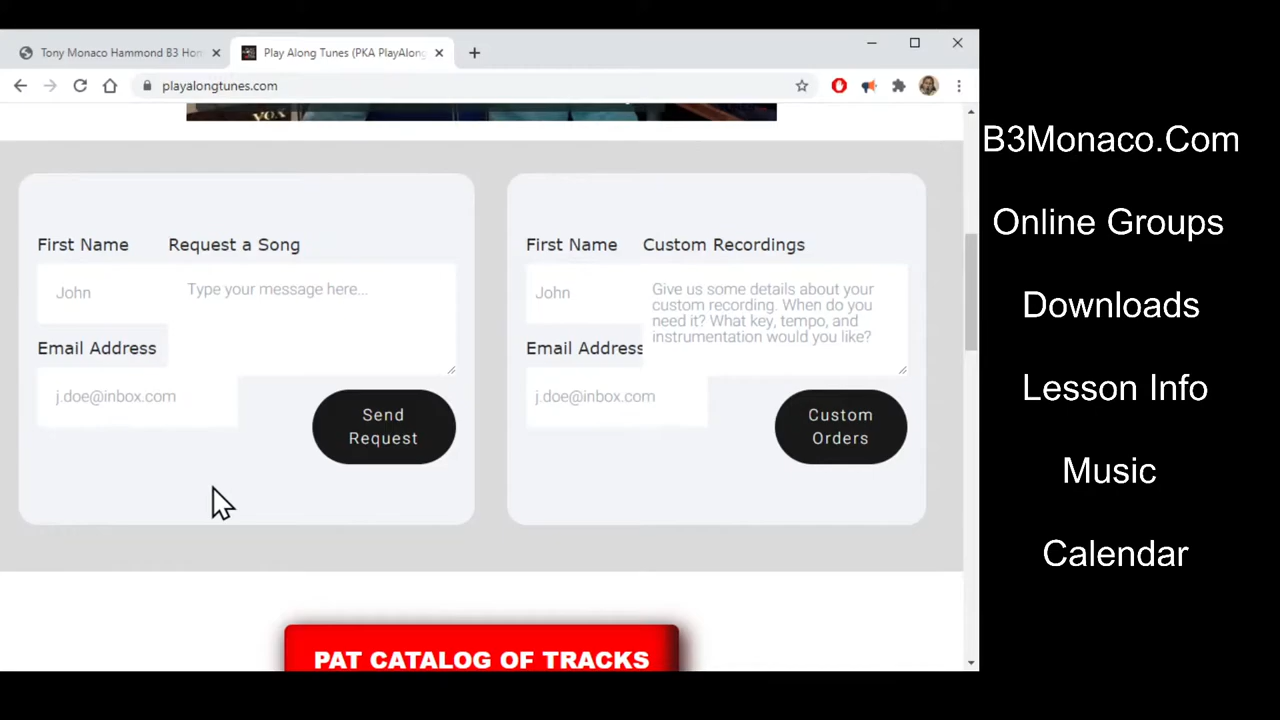 Tony Monaco Hammond B3 Hon
Play Along Tunes (PKA PlayAlong
playalongtunes.com
VOX
First Name
Request a Song
John
Type your message here...
Email Address
j.doe@inbox.com
Send
Request
First Name
Custom Recordings
John
Give us some details about your
custom recording. When do you
need it? What key, tempo, and
instrumentation would you like?
Email Address
j.doe@inbox.com
Custom
Orders
PAT CATALOG OF TRACKS
B3Monaco.Com
Online Groups
Downloads
Lesson Info
Music
Calendar